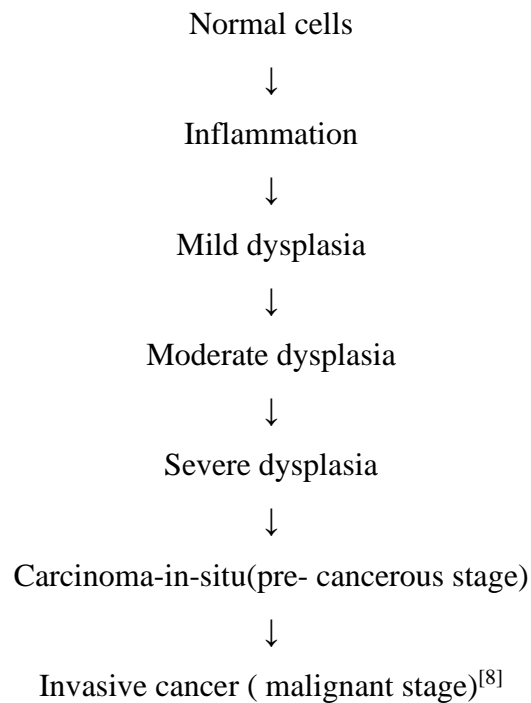 Normal cells
↓
Inflammation
↓
Mild dysplasia
↓
Moderate dysplasia
↓
Severe dysplasia
↓
Carcinoma-in-situ(pre- cancerous stage)
↓
Invasive cancer ( malignant stage)[8]